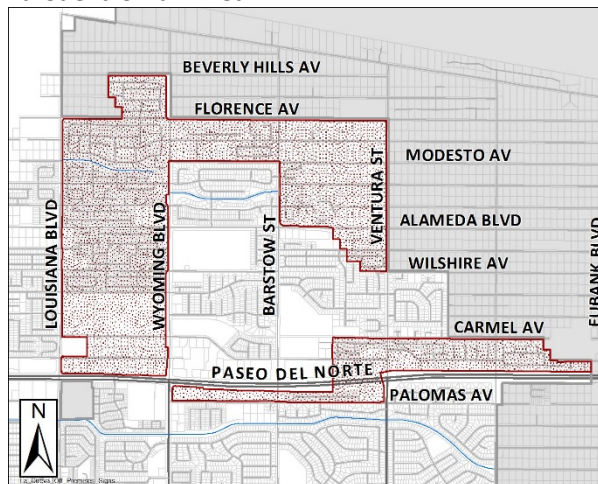 BEVERLY HILLS AV
FLORENCE AV
MODESTO AV
VENTURA ST
ALAMEDA BLVD
LOUISIANA BLVD
WYOMING BLVD
BARSTOW ST
WILSHIRE AV
EUBANK BLVD
CARMEL AV
PASEO DEL NORTE
PALOMAS AV
N